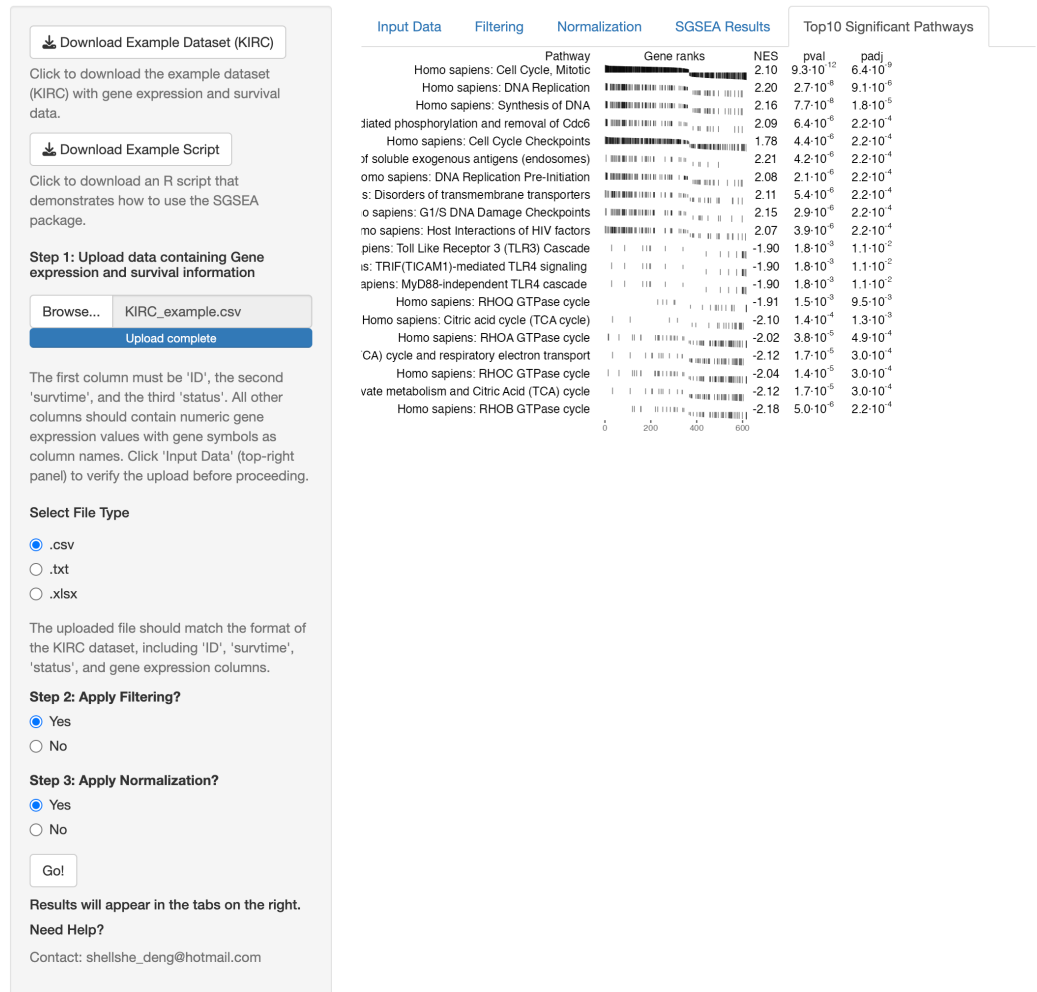 Download Example Dataset (KIRC)
Click to download the example dataset
(KIRC) with gene expression and survival
data.
Download Example Script
Click to download an R script that
demonstrates how to use the SGSEA
package.
Step 1: Upload data containing Gene
expression and survival information
Browse... KIRC_example.csv
Upload complete
The first column must be 'ID', the second
'survtime', and the third 'status'. All other
columns should contain numeric gene
expression values with gene symbols as
column names. Click 'Input Data' (top-right
panel) to verify the upload before proceeding.
Select File Type
.csv
.txt
.xlsx
The uploaded file should match the format of
the KIRC dataset, including 'ID', 'survtime',
'status', and gene expression columns.
Step 2: Apply Filtering?
Yes
No
Step 3: Apply Normalization?
Yes
No
Go!
Results will appear in the tabs on the right.
Need Help?
Contact: shellshe_deng@hotmail.com
Input Data Filtering Normalization SGSEA Results Top10 Significant Pathways
Pathway Gene ranks NES pval padj
Homo sapiens: Cell Cycle, Mitotic 2.10 9.3·10⁻¹² 6.4·10⁻⁹
Homo sapiens: DNA Replication 2.20 2.7·10⁻⁸ 9.1·10⁻⁶
Homo sapiens: Synthesis of DNA 2.16 7.7·10⁻⁸ 1.8·10⁻⁵
diated phosphorylation and removal of Cdc6 2.09 6.4·10⁻⁶ 2.2·10⁻⁴
Homo sapiens: Cell Cycle Checkpoints 1.78 4.4·10⁻⁶ 2.2·10⁻⁴
of soluble exogenous antigens (endosomes) 2.21 4.2·10⁻⁶ 2.2·10⁻⁴
omo sapiens: DNA Replication Pre-Initiation 2.08 2.1·10⁻⁶ 2.2·10⁻⁴
s: Disorders of transmembrane transporters 2.11 5.4·10⁻⁶ 2.2·10⁻⁴
o sapiens: G1/S DNA Damage Checkpoints 2.15 2.9·10⁻⁶ 2.2·10⁻⁴
mo sapiens: Host Interactions of HIV factors 2.07 3.9·10⁻⁶ 2.2·10⁻⁴
piens: Toll Like Receptor 3 (TLR3) Cascade -1.90 1.8·10⁻³ 1.1·10⁻²
s: TRIF(TICAM1)-mediated TLR4 signaling -1.90 1.8·10⁻³ 1.1·10⁻²
apiens: MyD88-independent TLR4 cascade -1.90 1.8·10⁻³ 1.1·10⁻²
Homo sapiens: RHOQ GTPase cycle -1.91 1.5·10⁻³ 9.5·10⁻³
Homo sapiens: Citric acid cycle (TCA cycle) -2.10 1.4·10⁻⁴ 1.3·10⁻³
Homo sapiens: RHOA GTPase cycle -2.02 3.8·10⁻⁵ 4.9·10⁻⁴
CA) cycle and respiratory electron transport -2.12 1.7·10⁻⁵ 3.0·10⁻⁴
Homo sapiens: RHOC GTPase cycle -2.04 1.4·10⁻⁵ 3.0·10⁻⁴
vate metabolism and Citric Acid (TCA) cycle -2.12 1.7·10⁻⁵ 3.0·10⁻⁴
Homo sapiens: RHOB GTPase cycle -2.18 5.0·10⁻⁶ 2.2·10⁻⁴
0 200 400 600